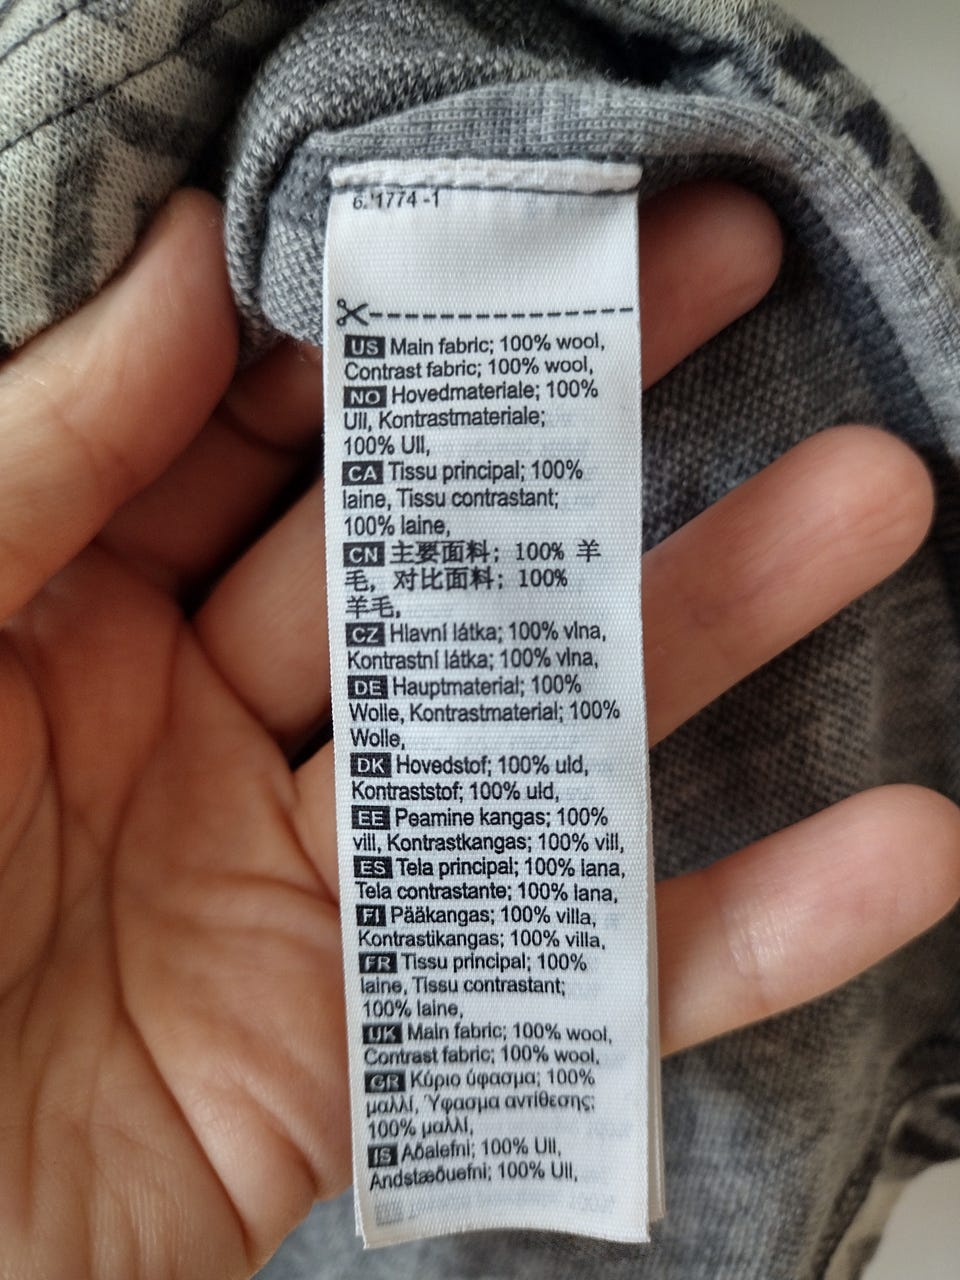 1774 -1
US Main fabric; 100% wool,
Contrast fabric; 100% wool,
NO Hovedmateriale; 100%
Ull, Kontrastmateriale;
100% Ull,
CA Tissu principal; 100%
laine, Tissu contrastant;
100% laine,
CN 主要面料; 100% 羊
毛, 对比面料; 100%
羊毛,
CZ Hlavní látka; 100% vlna,
Kontrastní látka; 100% vlna,
DE Hauptmaterial; 100%
Wolle, Kontrastmaterial; 100%
Wolle,
DK Hovedstof; 100% uld,
Kontraststof; 100% uld,
EE Peamine kangas; 100%
vill, Kontrastkangas; 100% vill,
ES Tela principal; 100% lana,
Tela contrastante; 100% lana,
FI Pääkangas; 100% villa,
Kontrastikangas; 100% villa,
FR Tissu principal; 100%
laine, Tissu contrastant;
100% laine,
UK Main fabric; 100% wool,
Contrast fabric; 100% wool,
GR Κύριο ύφασμα; 100%
μαλλί, Ύφασμα αντίθεσης;
100% μαλλί,
IS Aðalefni; 100% Ull,
Andstæðuefni; 100% Ull,